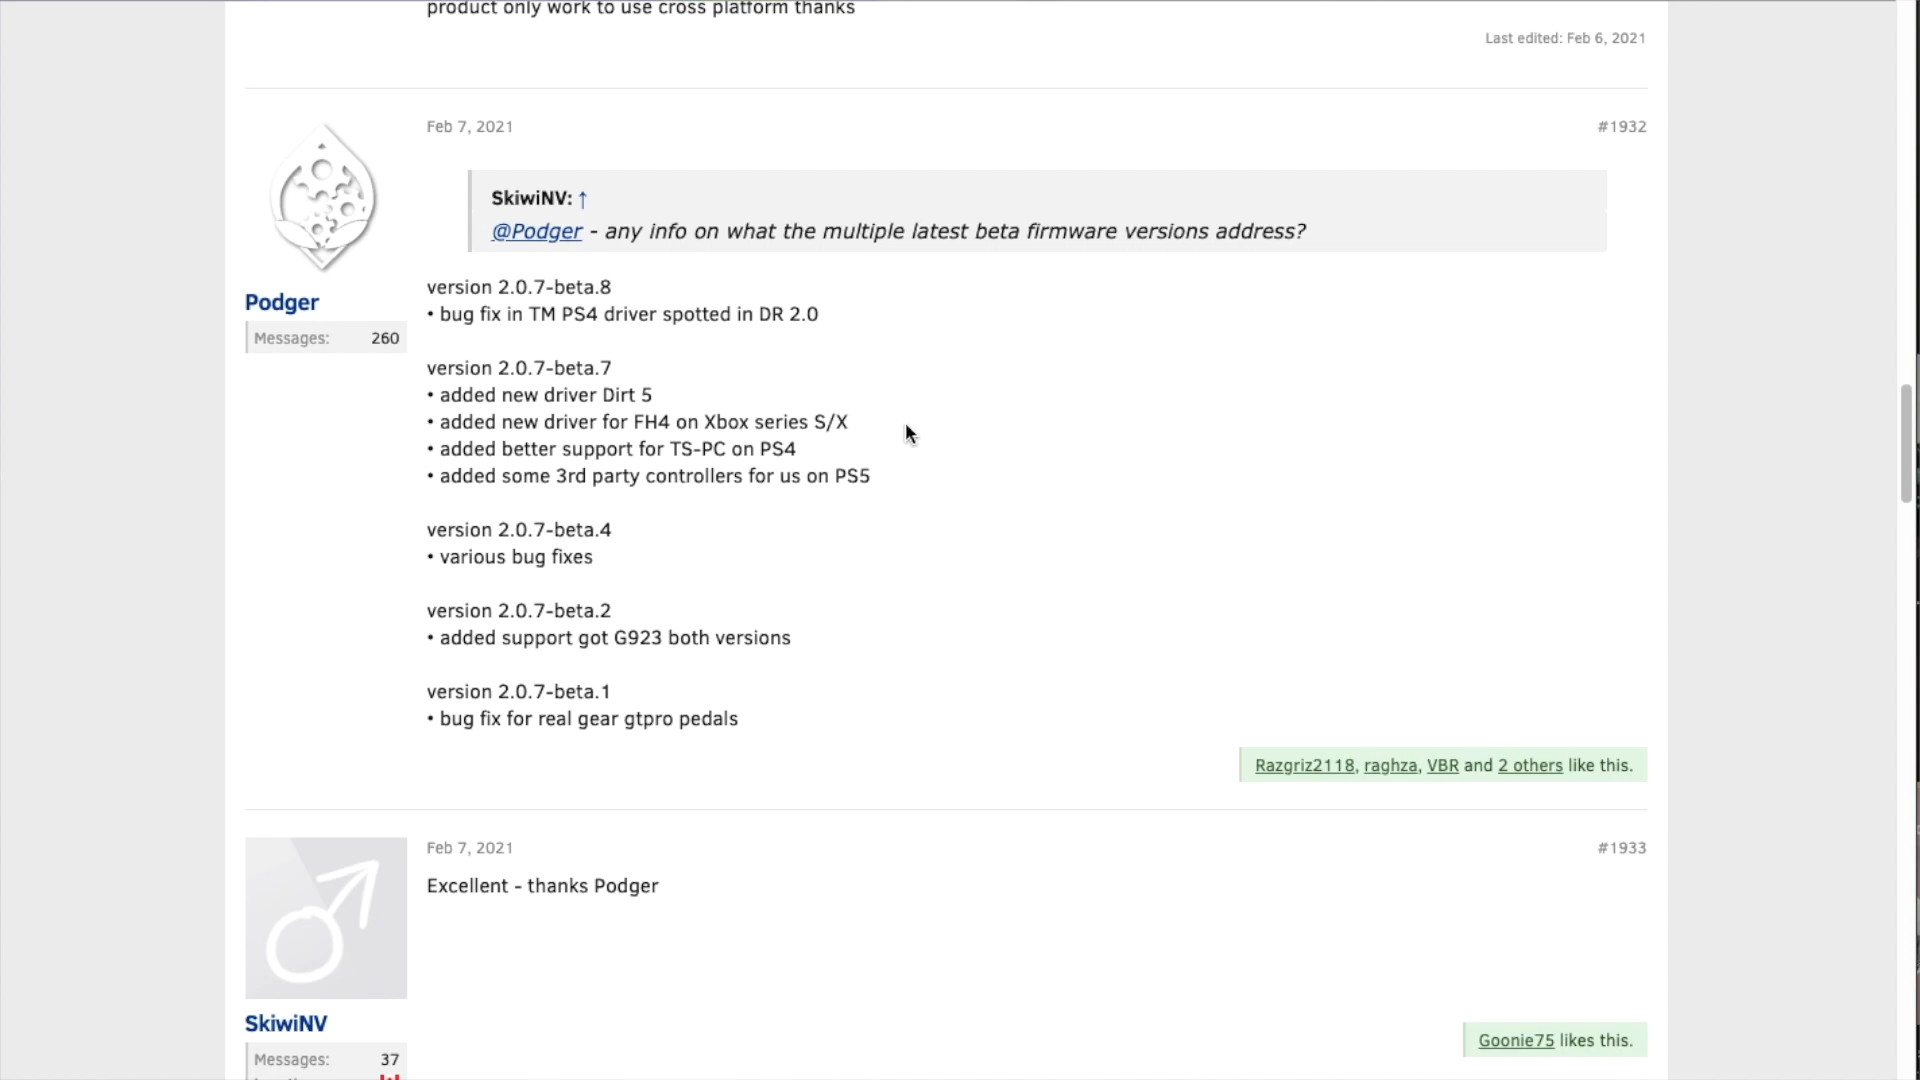 product only work to use cross platform thanks
Last edited: Feb 6, 2021
Feb 7, 2021
#1932
SkiwiNV: ↑
@Podger - any info on what the multiple latest beta firmware versions address?
Podger
Messages: 260
version 2.0.7-beta.8
• bug fix in TM PS4 driver spotted in DR 2.0
version 2.0.7-beta.7
• added new driver Dirt 5
• added new driver for FH4 on Xbox series S/X
• added better support for TS-PC on PS4
• added some 3rd party controllers for us on PS5
version 2.0.7-beta.4
• various bug fixes
version 2.0.7-beta.2
• added support got G923 both versions
version 2.0.7-beta.1
• bug fix for real gear gtpro pedals
Razgriz2118, raghza, VBR and 2 others like this.
Feb 7, 2021
#1933
Excellent - thanks Podger
SkiwiNV
Messages: 37
Goonie75 likes this.